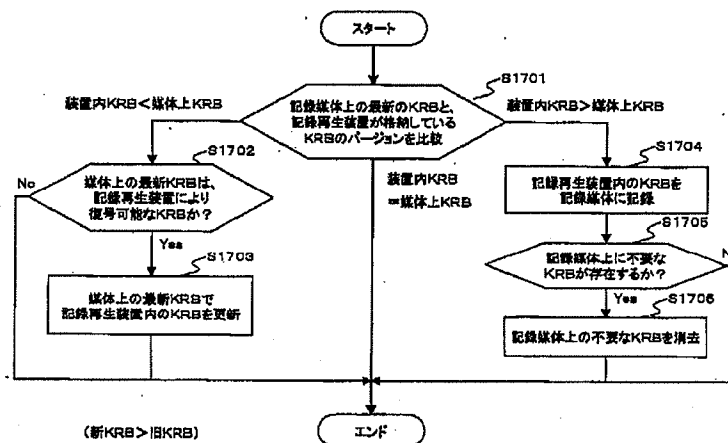 スタート
S1701
装置内KRB<媒体上KRB
記録媒体上の最新のKRBと、
記録再生装置が格納している
KRBのバージョンを比較
装置内KRB>媒体上KRB
S1702
No
媒体上の最新KRBは、
記録再生装置により
復号可能なKRBか?
装置内KRB
=媒体上KRB
S1704
記録再生装置内のKRBを
記録媒体に記録
S1705
Yes
記録媒体上に不要な
KRBが存在するか?
N
S1703
媒体上の最新KRBで
記録再生装置内のKRBを更新
Yes
S1706
記録媒体上の不要なKRBを消去
(新KRB>旧KRB)
エンド